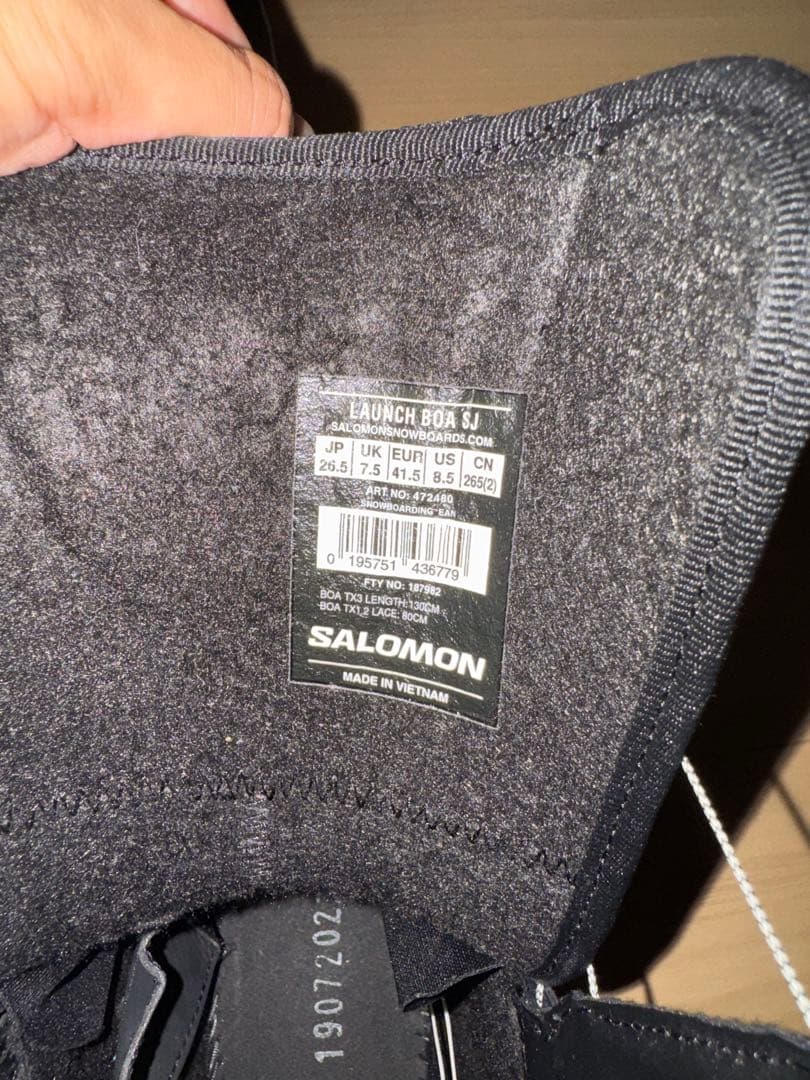 LAUNCH BOA SJ
SALOMONSNOWBOARDS.COM
JP UK EUR US CN
26.5 7.5 41.5 8.5 265(2)
ART NO: 472480
SNOWBOARDING EAN
0 195751 436779
FTY NO: 187982
BOA TX3 LENGTH:130CM
BOA TX1,2 LACE: 80CM
SALOMON
MADE IN VIETNAM
1907202